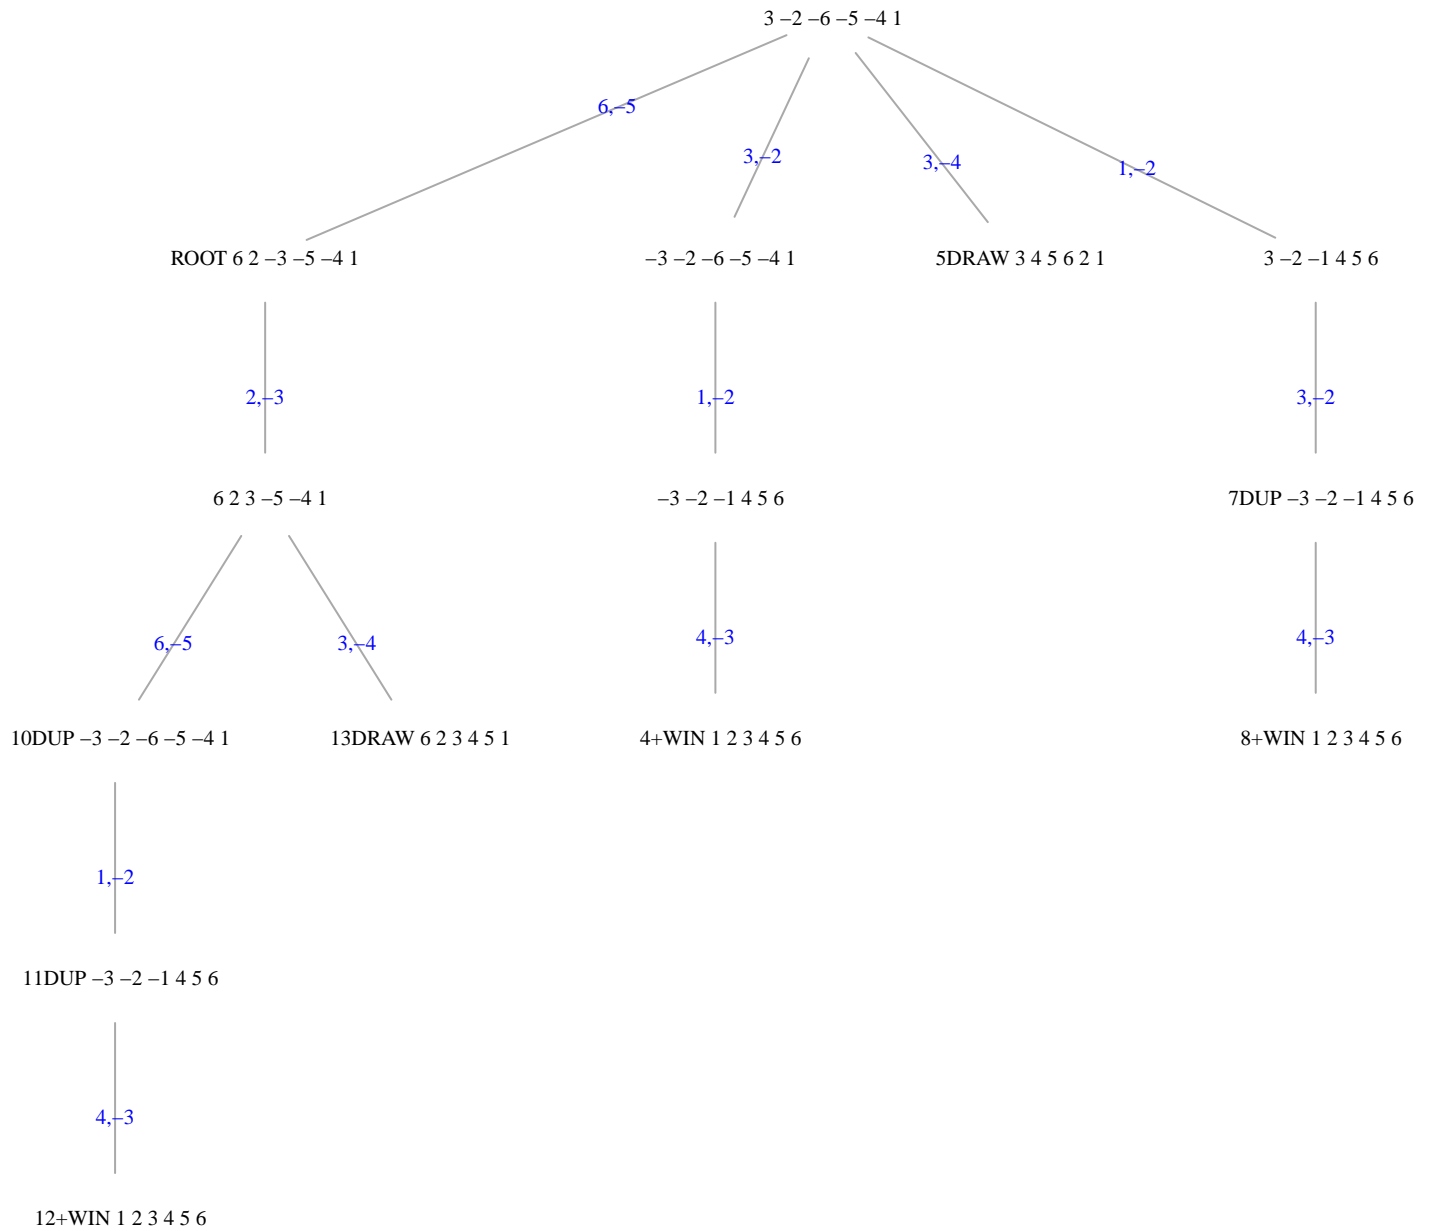 3 –2 –6 –5 –4 1
6,–5
3,–2
3,–4
1,–2
ROOT 6 2 –3 –5 –4 1
–3 –2 –6 –5 –4 1
5DRAW 3 4 5 6 2 1
3 –2 –1 4 5 6
2,–3
1,–2
3,–2
6 2 3 –5 –4 1
–3 –2 –1 4 5 6
7DUP –3 –2 –1 4 5 6
6,–5
3,–4
4,–3
4,–3
10DUP –3 –2 –6 –5 –4 1
13DRAW 6 2 3 4 5 1
4+WIN 1 2 3 4 5 6
8+WIN 1 2 3 4 5 6
1,–2
11DUP –3 –2 –1 4 5 6
4,–3
12+WIN 1 2 3 4 5 6